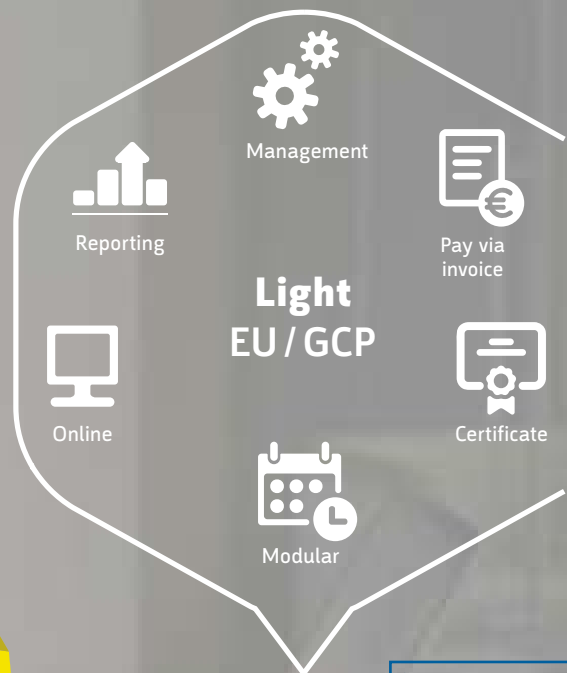 Management
Reporting
Pay via
invoice
Light
EU / GCP
Online
Certificate
Modular